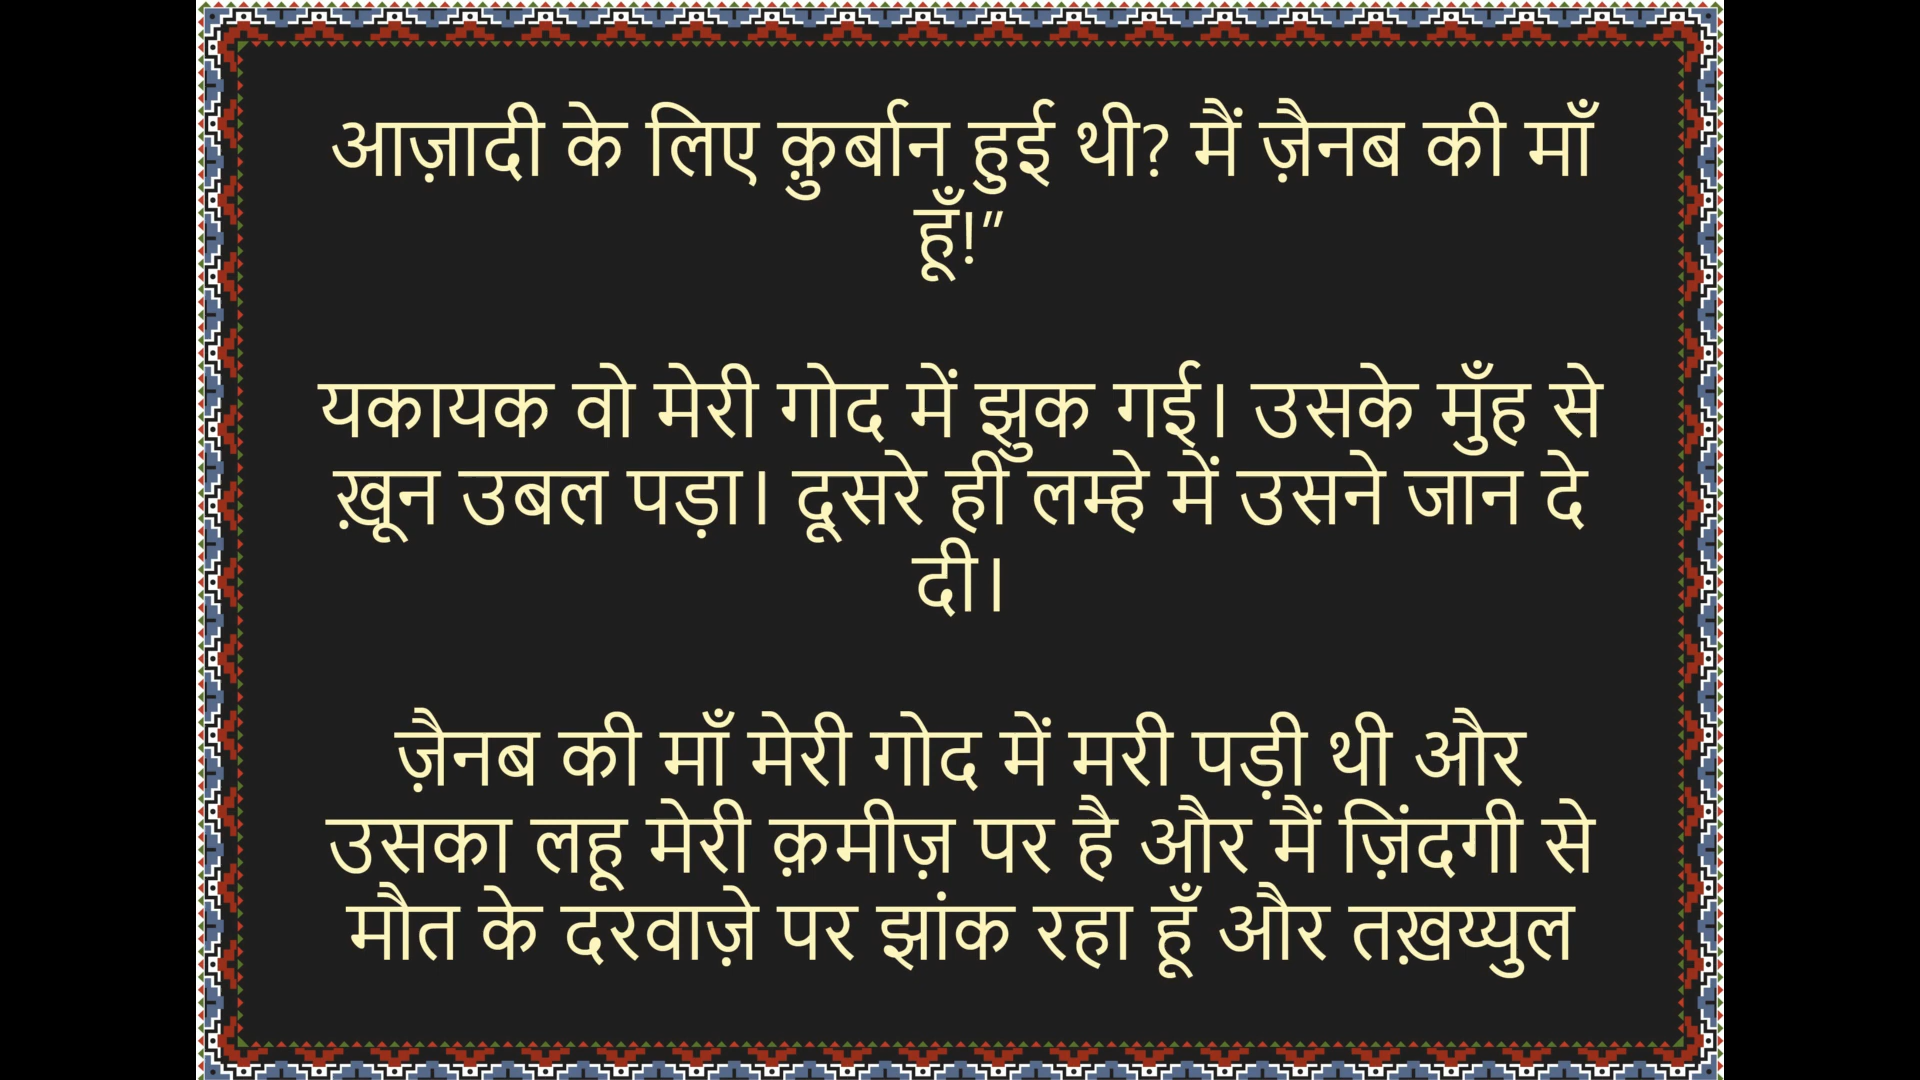 आज़ादी के लिए क़ुर्बान हुई थी? मैं ज़ैनब की माँ
हूँ!”
यकायक वो मेरी गोद में झुक गई। उसके मुँह से
ख़ून उबल पड़ा। दूसरे ही लम्हे में उसने जान दे
दी।
ज़ैनब की माँ मेरी गोद में मरी पड़ी थी और
उसका लहू मेरी क़मीज़ पर है और मैं ज़िंदगी से
मौत के दरवाज़े पर झांक रहा हूँ और तख़य्युल